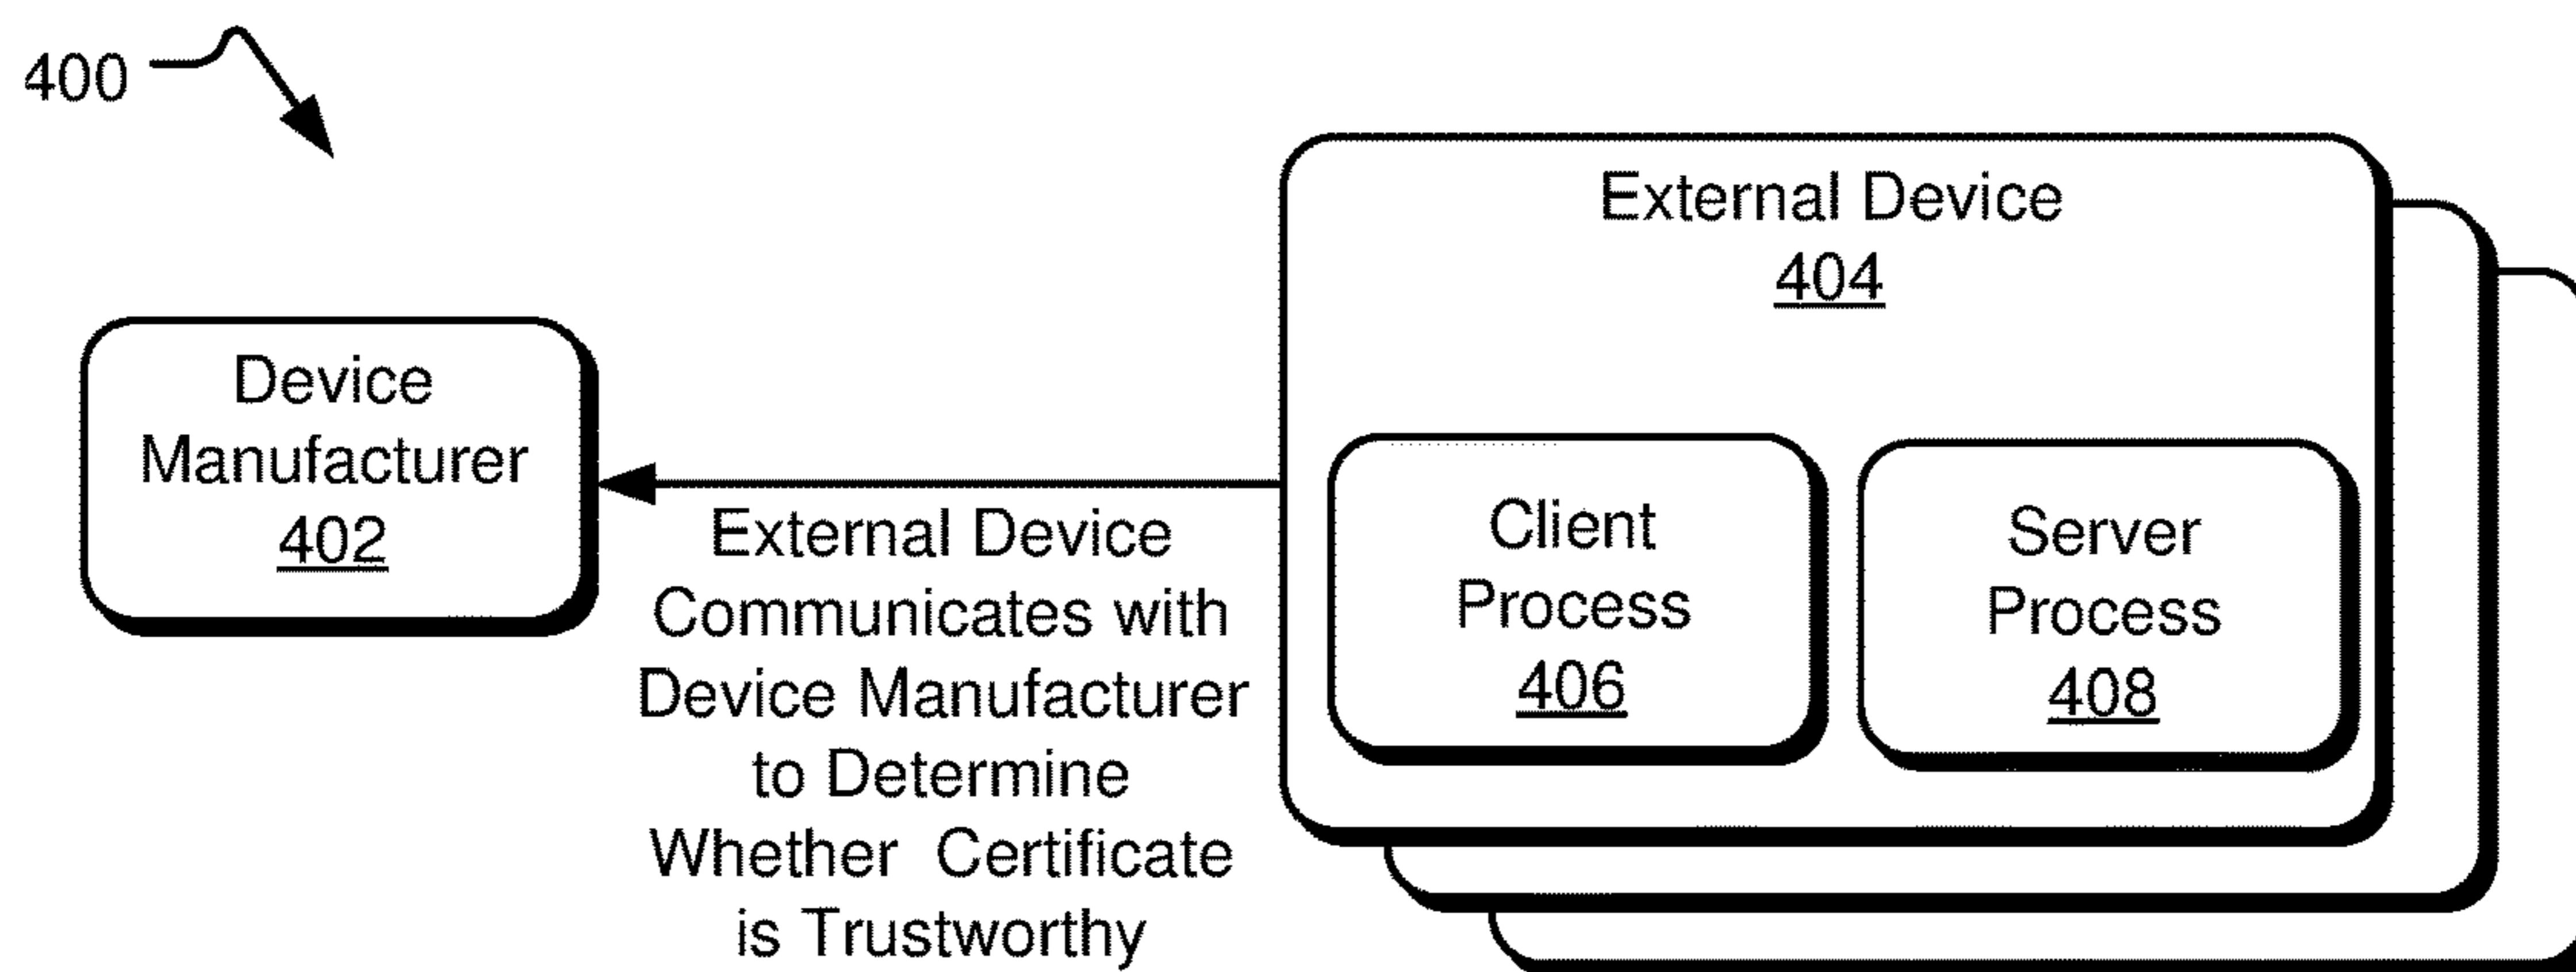 400
External Device
404
Device
Manufacturer
402
External Device
Communicates with
Device Manufacturer
to Determine
Whether Certificate
is Trustworthy
Client
Process
406
Server
Process
408